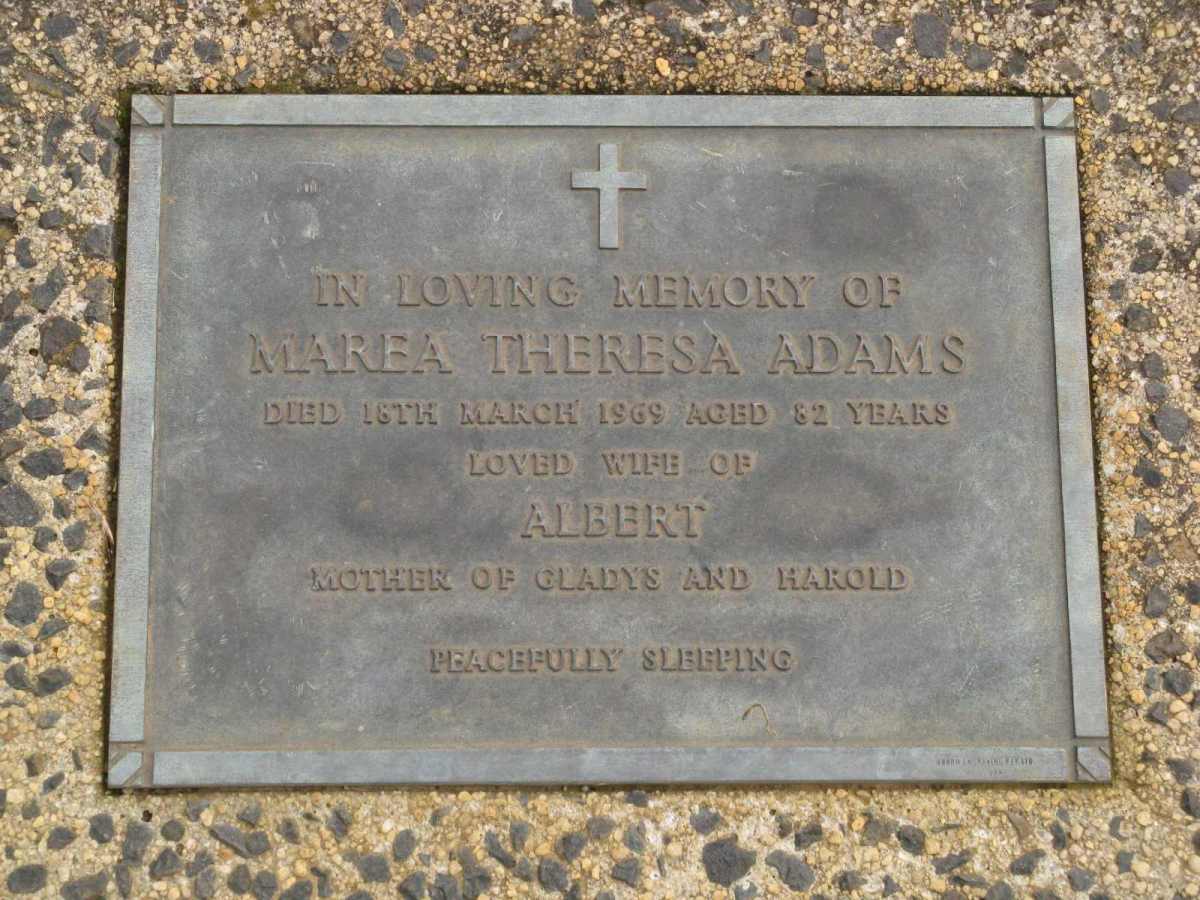 IN LOVING MEMORY OF
MAREA THERESA ADAMS
DIED 18TH MARCH 1969 AGED 82 YEARS
LOVED WIFE OF
ALBERT
MOTHER OF GLADYS AND HAROLD
PEACEFULLY SLEEPING